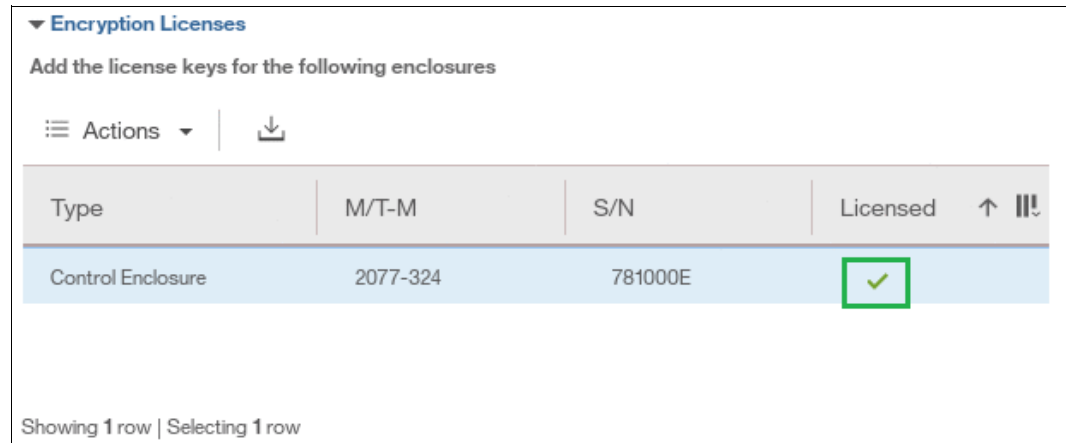 Encryption Licenses
Add the license keys for the following enclosures
Actions
Type M/T-M S/N Licensed
Control Enclosure 2077-324 781000E
Showing 1 row | Selecting 1 row